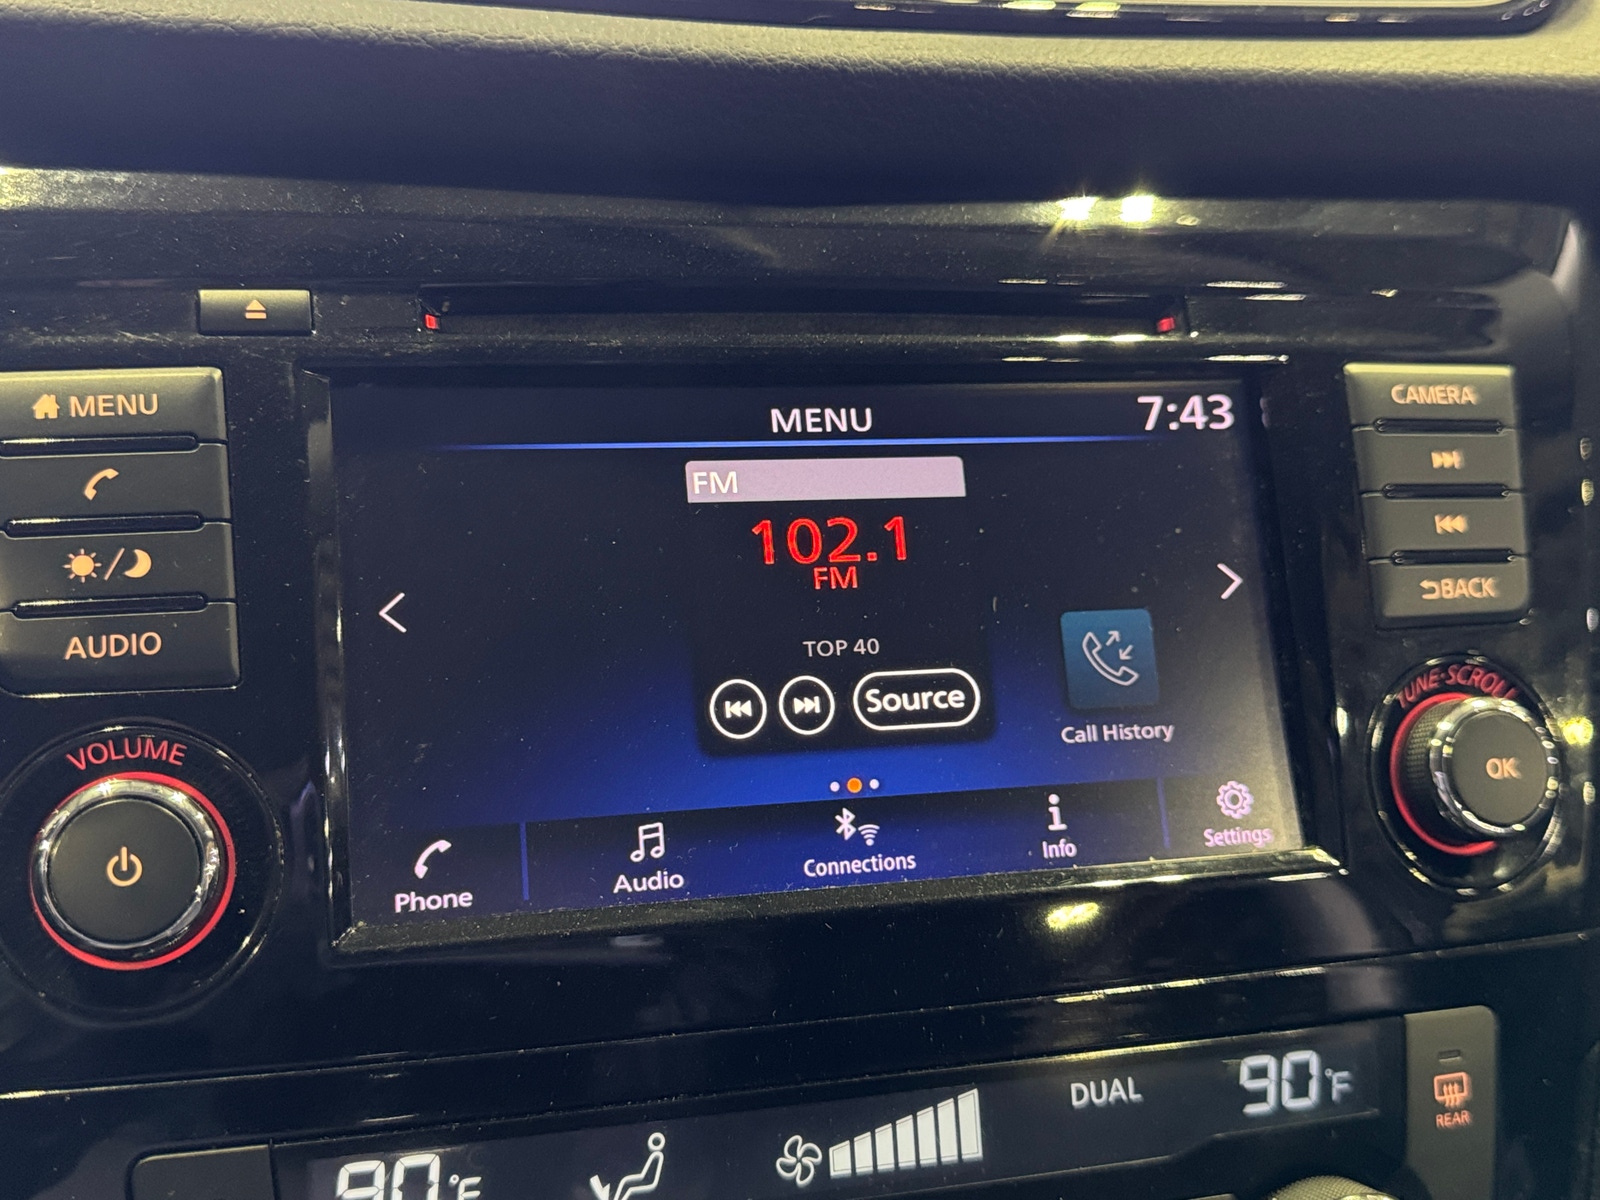 MENU
AUDIO
VOLUME
MENU
7:43
FM
102.1
FM
TOP 40
Source
Call History
Phone
Audio
Connections
Info
Settings
CAMERA
BACK
TUNE·SCROLL
OK
90°F
DUAL
90°F
REAR